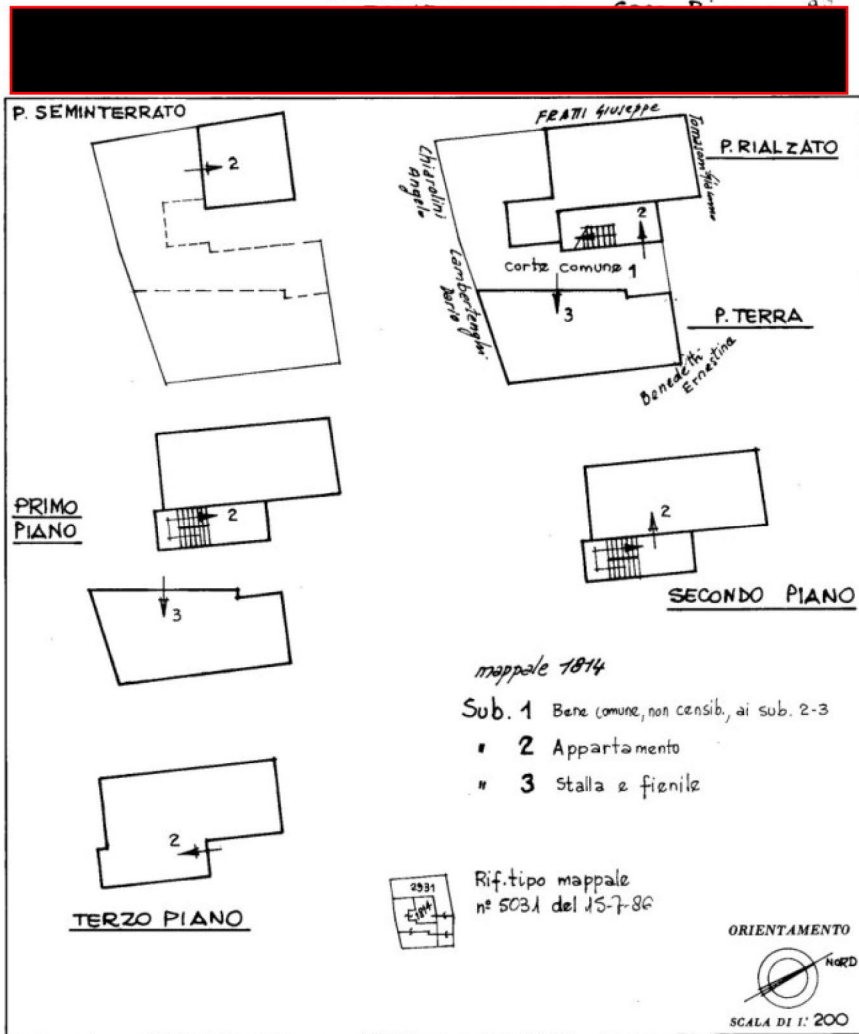 P. SEMINTERRATO
2
FRATTI Giuseppe
Chiarolini
Angelo
Lambertenghi
Dario
P. RIALZATO
2
corte comune 1
3
P. TERRA
Benedetti
Ernestina
PRIMO
PIANO
2
3
2
SECONDO PIANO
mappale 1814
Sub. 1 Bene comune, non censib., ai sub. 2-3
" 2 Appartamento
" 3 Stalla e fienile
2
TERZO PIANO
2931
1814
Rif. tipo mappale
n° 5031 del 15-7-86
ORIENTAMENTO
NORD
SCALA DI 1: 200